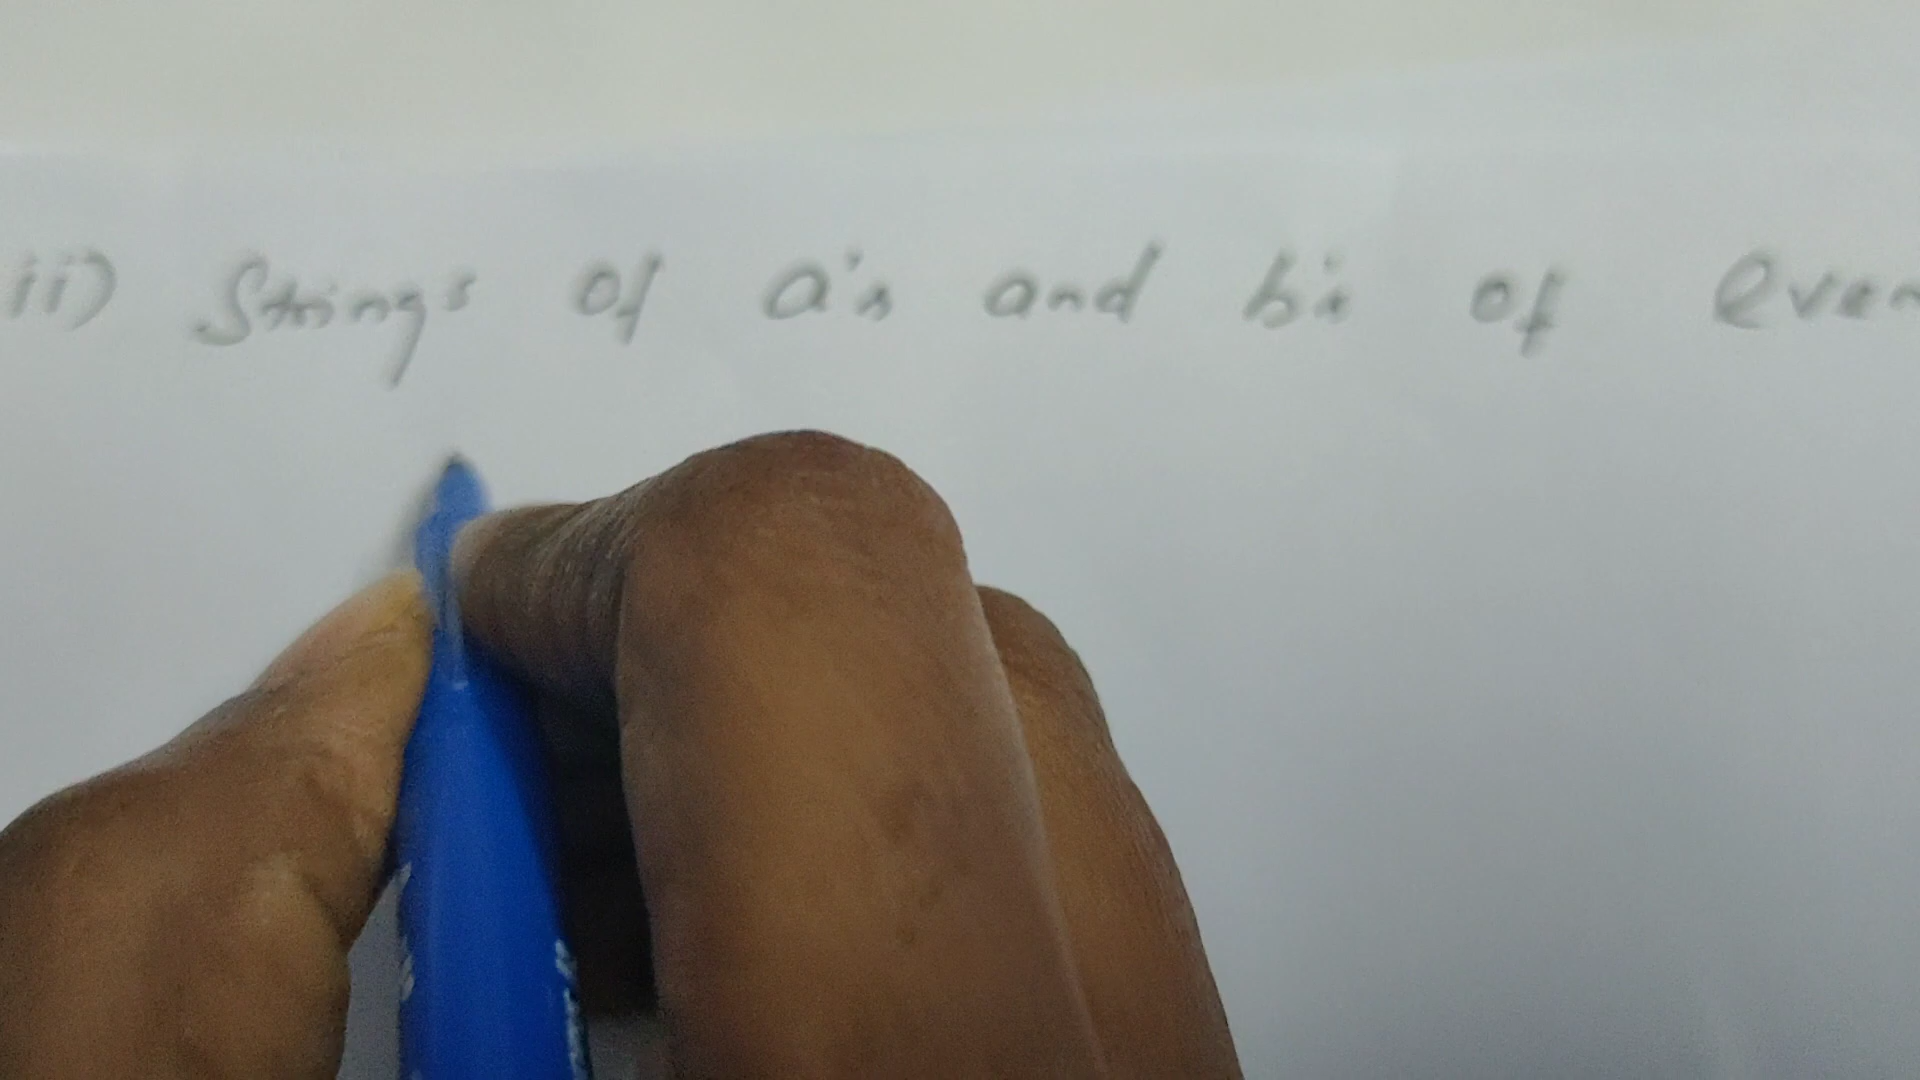 ii) Strings of a's and b's of even